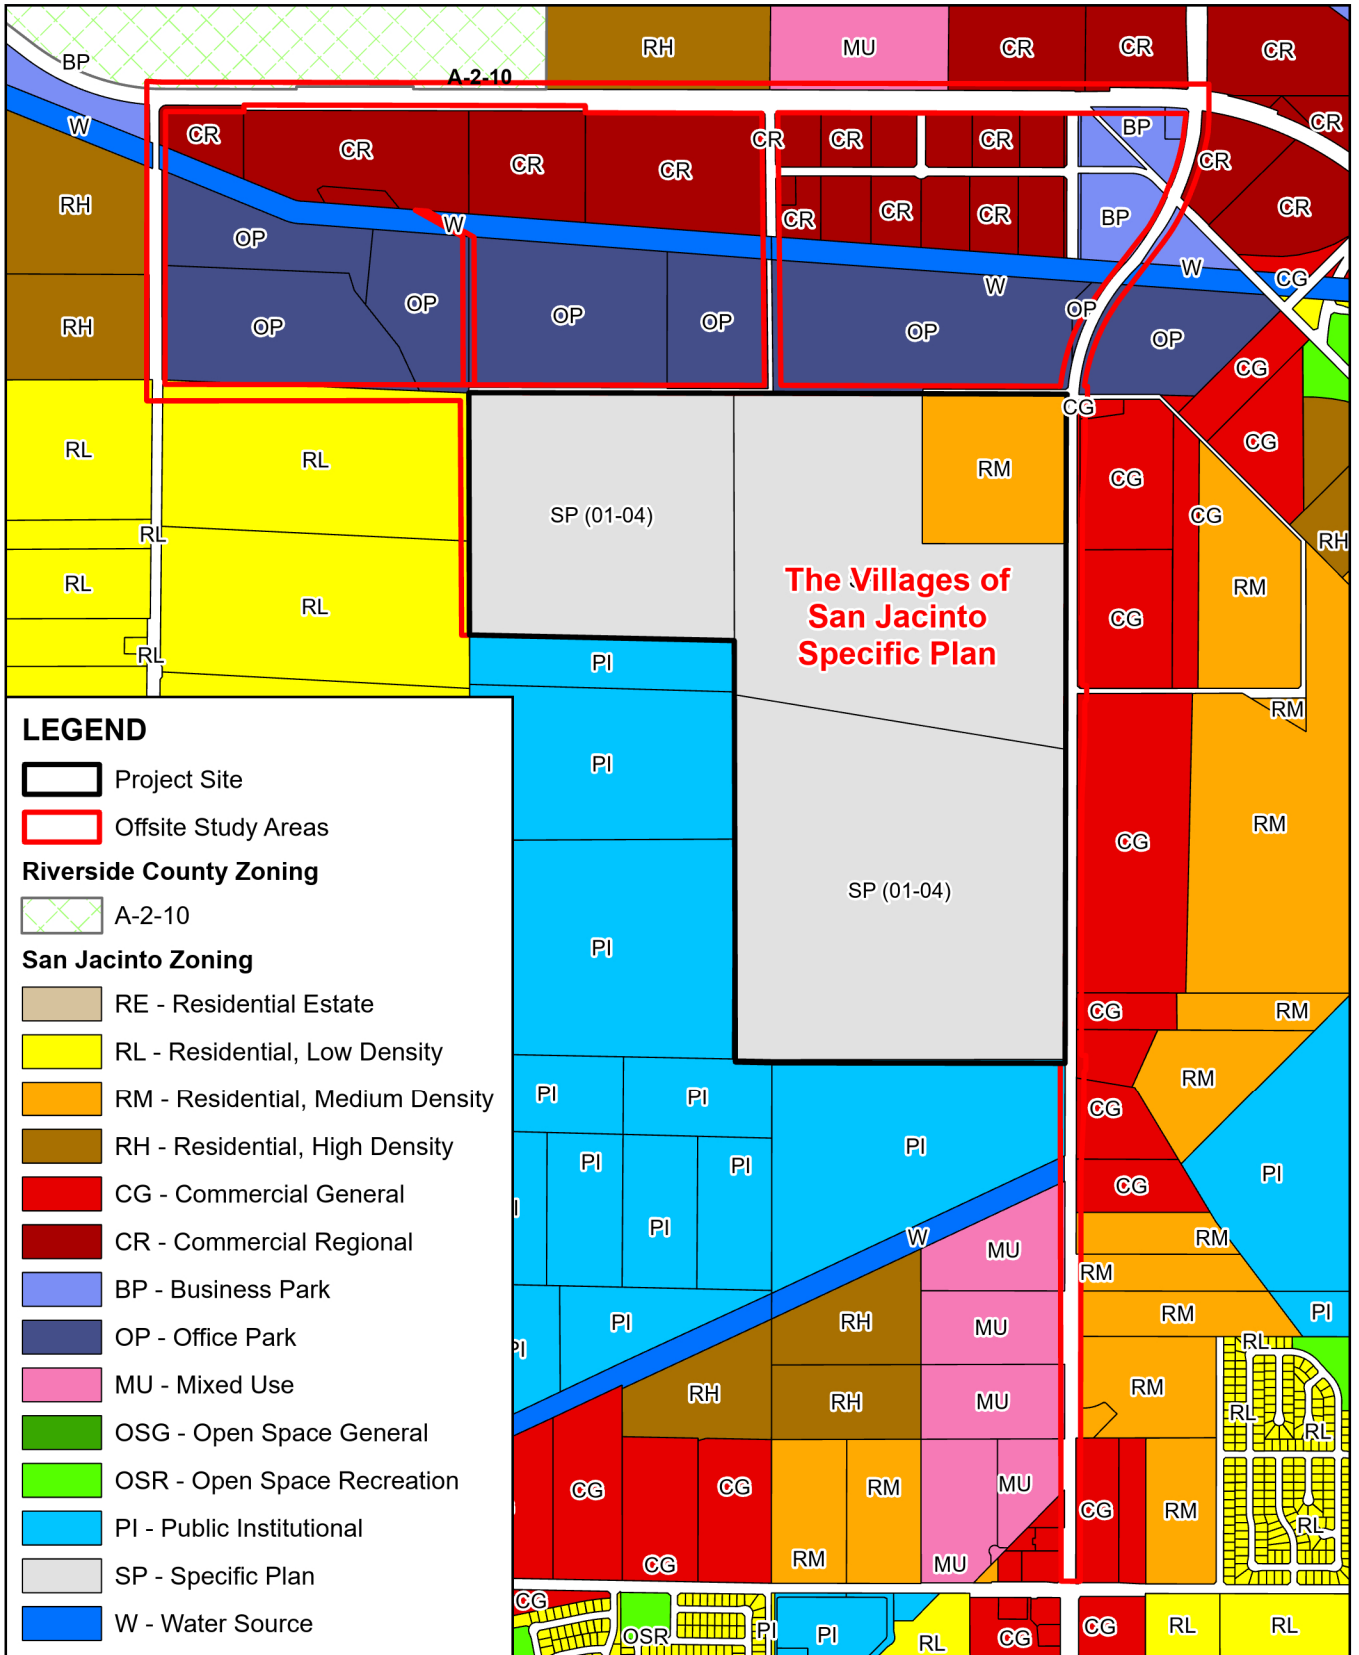 RH
MU
CR
CR
CR
BP
A-2-10
W
CR
CR
CR
CR
CR
CR
CR
BP
CR
CR
RH
CR
CR
CR
BP
CR
OP
W
W
W
CG
RH
OP
OP
OP
OP
OP
OP
OP
CG
CG
RL
RL
RM
CG
CG
SP (01-04)
CG
RL
RH
RL
RL
The Villages of
San Jacinto
Specific Plan
RM
CG
RL
PI
RM
PI
CG
RM
SP (01-04)
PI
CG
RM
PI
PI
RM
CG
PI
PI
PI
PI
CG
PI
PI
W
MU
RM
RM
PI
RH
MU
RM
PI
RL
RH
RH
MU
RM
RL
RL
CG
CG
RM
MU
CG
RM
RL
CG
RM
MU
CG
OSR
PI
PI
RL
CG
CG
RL
RL
LEGEND
Project Site
Offsite Study Areas
Riverside County Zoning
A-2-10
San Jacinto Zoning
RE - Residential Estate
RL - Residential, Low Density
RM - Residential, Medium Density
RH - Residential, High Density
CG - Commercial General
CR - Commercial Regional
BP - Business Park
OP - Office Park
MU - Mixed Use
OSG - Open Space General
OSR - Open Space Recreation
PI - Public Institutional
SP - Specific Plan
W - Water Source